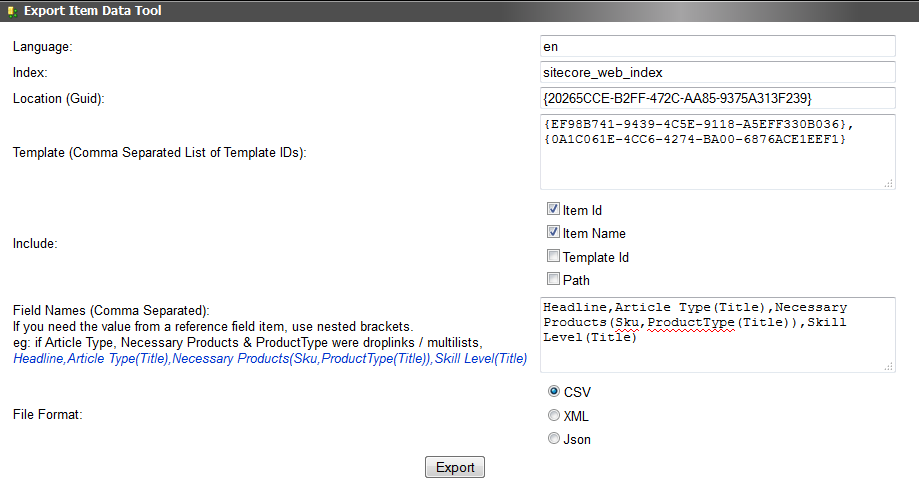 Export Item Data Tool
Language:
en
Index:
sitecore_web_index
Location (Guid):
{20265CCE-B2FF-472C-AA85-9375A313F239}
Template (Comma Separated List of Template IDs):
{EF98B741-9439-4C5E-9118-A5EFF330B036},
{0A1C061E-4CC6-4274-BA00-6876ACE1EEF1}
Include:
Item Id
Item Name
Template Id
Path
Field Names (Comma Separated):
If you need the value from a reference field item, use nested brackets.
eg: if Article Type, Necessary Products & ProductType were droplinks / multilists,
Headline,Article Type(Title),Necessary Products(Sku,ProductType(Title)),Skill Level(Title)
Headline,Article Type(Title),Necessary
Products(Sku,ProductType(Title)),Skill
Level(Title)
File Format:
CSV
XML
Json
Export